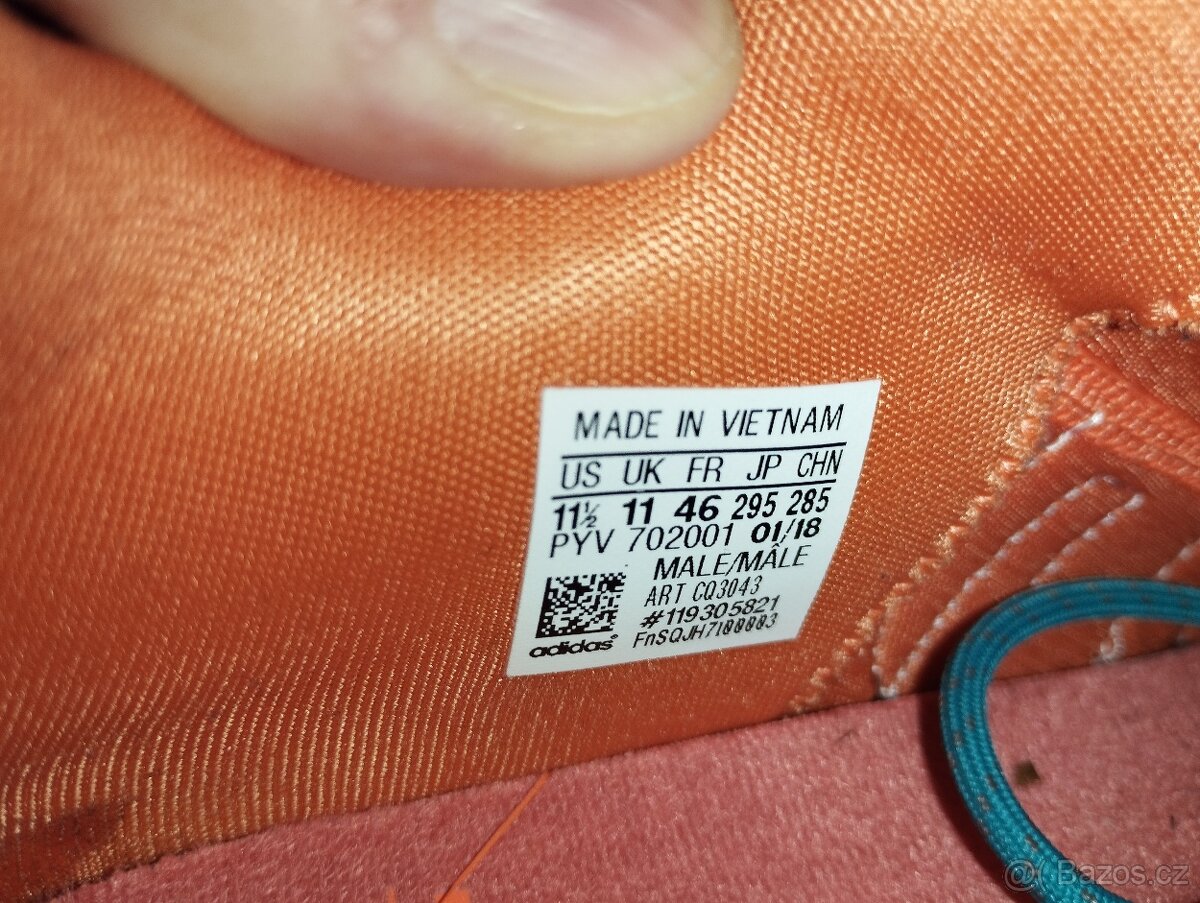 MADE IN VIETNAM
US UK FR JP CHN
11½ 11 46 295 285
PYV 702001 01/18
MALE/MÂLE
ART CQ3043
#119305821
FnSQJH7I00003
adidas®
@ Bazos.cz